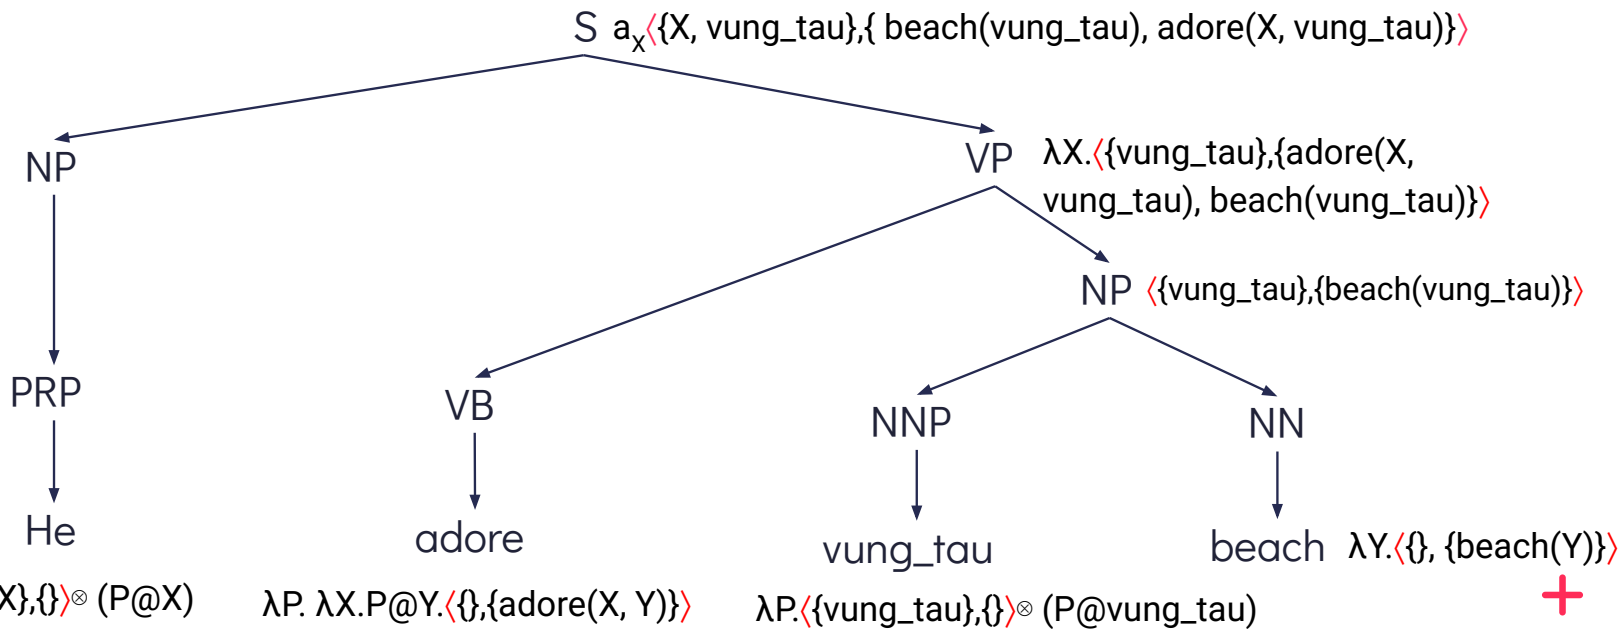 S a_X⟨{X, vung_tau},{ beach(vung_tau), adore(X, vung_tau)}⟩
NP
VP λX.⟨{vung_tau},{adore(X,
vung_tau), beach(vung_tau)}⟩
NP ⟨{vung_tau},{beach(vung_tau)}⟩
PRP
VB
NNP
NN
He
adore
vung_tau
beach λY.⟨{}, {beach(Y)}⟩
X},{}⟩⊗ (P@X)
λP. λX.P@Y.⟨{},{adore(X, Y)}⟩
λP.⟨{vung_tau},{}⟩⊗ (P@vung_tau)
+